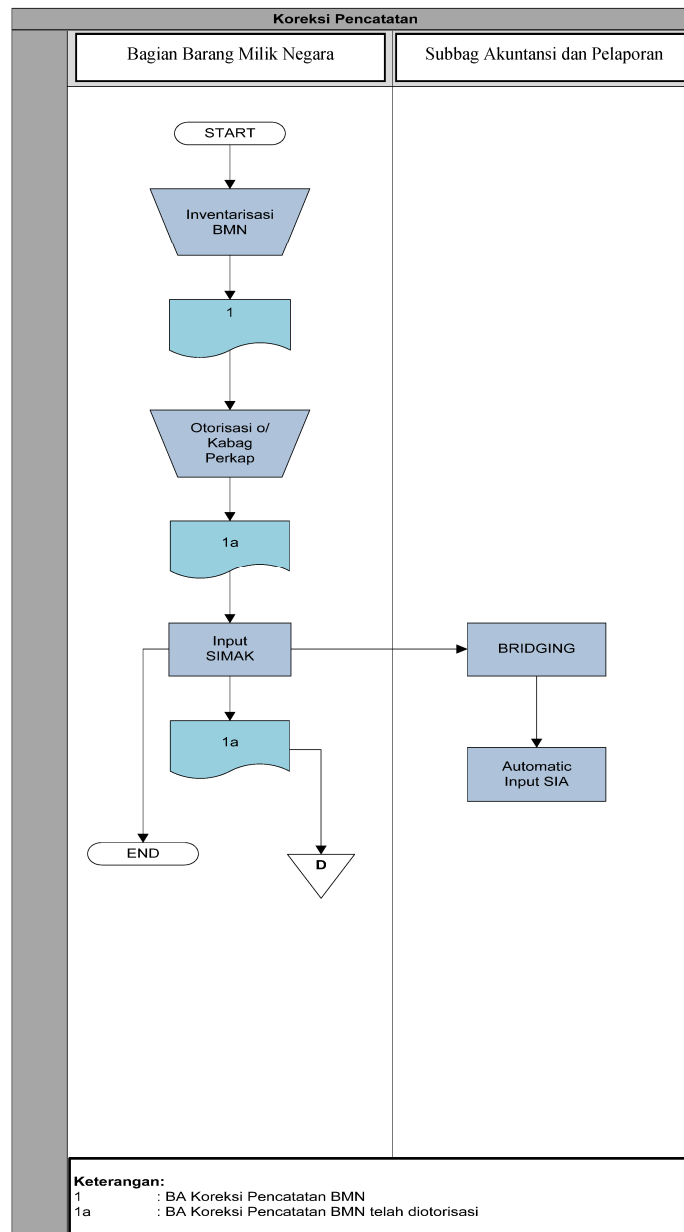 Koreksi Pencatatan
Bagian Barang Milik Negara
Subbag Akuntansi dan Pelaporan
START
Inventarisasi
BMN
1
Otorisasi o/
Kabag
Perkap
1a
Input
SIMAK
BRIDGING
1a
Automatic
Input SIA
END
D
Keterangan:
1 : BA Koreksi Pencatatan BMN
1a : BA Koreksi Pencatatan BMN telah diotorisasi